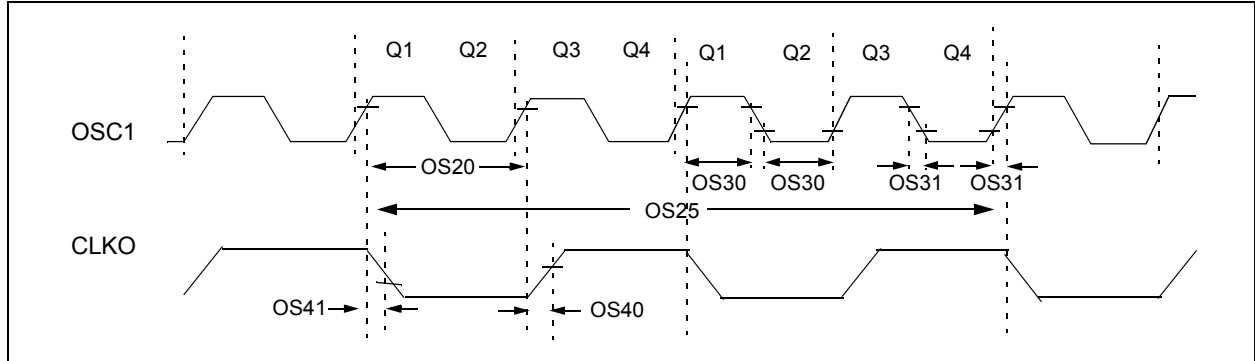 Q1 Q2 Q3 Q4 Q1 Q2 Q3 Q4
OSC1
OS20
OS30 OS30 OS31 OS31
OS25
CLKO
OS41 OS40